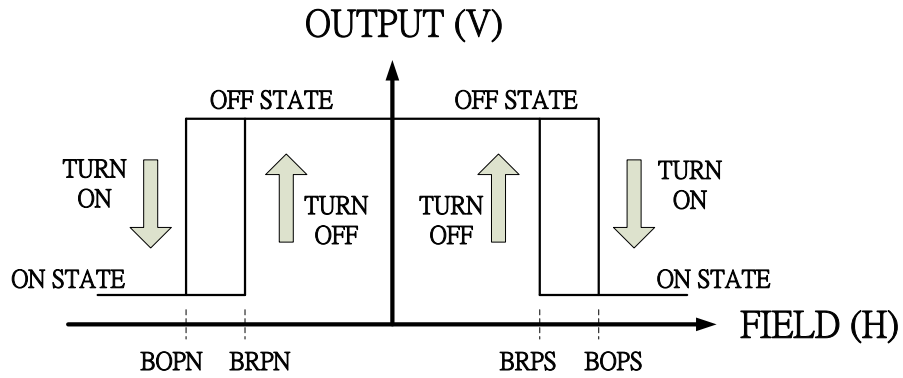 OUTPUT (V)
OFF STATE
OFF STATE
TURN
ON
TURN
OFF
TURN
OFF
TURN
ON
ON STATE
ON STATE
FIELD (H)
BOPN
BRPN
BRPS
BOPS